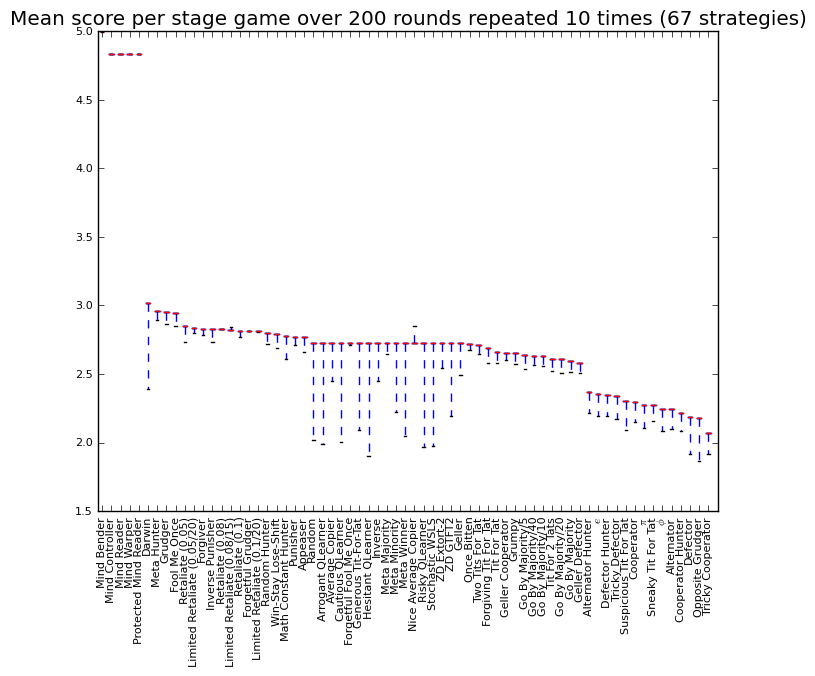 Mean score per stage game over 200 rounds repeated 10 times (67 strategies)
5.0
4.5
4.0
3.5
3.0
2.5
2.0
1.5
Mind Bender
Mind Controller
Mind Reader
Mind Warper
Protected Mind Reader
Darwin
Meta Hunter
Grudger
Fool Me Once
Retaliate (0.05)
Limited Retaliate (0.05/20)
Forgiver
Inverse Punisher
Retaliate (0.08)
Limited Retaliate (0.08/15)
Retaliate (0.1)
Forgetful Grudger
Limited Retaliate (0.1/20)
Random Hunter
Win-Stay Lose-Shift
Math Constant Hunter
Punisher
Appeaser
Random
Arrogant QLearner
Average Copier
Cautious QLearner
Forgetful Fool Me Once
Generous Tit-For-Tat
Hesitant QLearner
Inverse
Meta Majority
Meta Minority
Meta Winner
Nice Average Copier
Risky QLearner
Stochastic WSLS
ZD Extort-2
ZD GTFT2
Geller
Once Bitten
Two Tits For Tat
Forgiving Tit For Tat
Tit For Tat
Geller Cooperator
Grumpy
Go By Majority/5
Go By Majority/40
Go By Majority/10
Tit For 2 Tats
Go By Majority/20
Go By Majority
Geller Defector
Alternator Hunter
e
Defector Hunter
Tricky Defector
Suspicious Tit For Tat
Cooperator
π
Sneaky Tit For Tat
ϕ
Alternator
Cooperator Hunter
Defector
Opposite Grudger
Tricky Cooperator